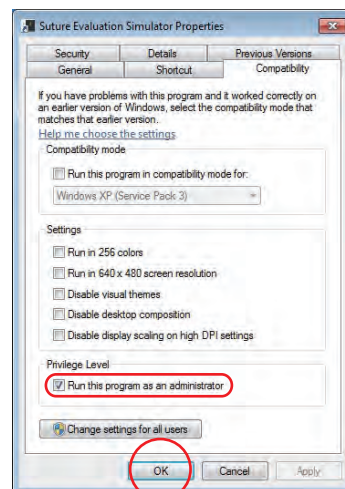 Suture Evaluation Simulator Properties
Security Details Previous Versions
General Shortcut Compatibility
If you have problems with this program and it worked correctly on
an earlier version of Windows, select the compatibility mode that
matches that earlier version.
Help me choose the settings
Compatibility mode
Run this program in compatibility mode for:
Windows XP (Service Pack 3)
Settings
Run in 256 colors
Run in 640 x 480 screen resolution
Disable visual themes
Disable desktop composition
Disable display scaling on high DPI settings
Privilege Level
Run this program as an administrator
Change settings for all users
OK Cancel Apply